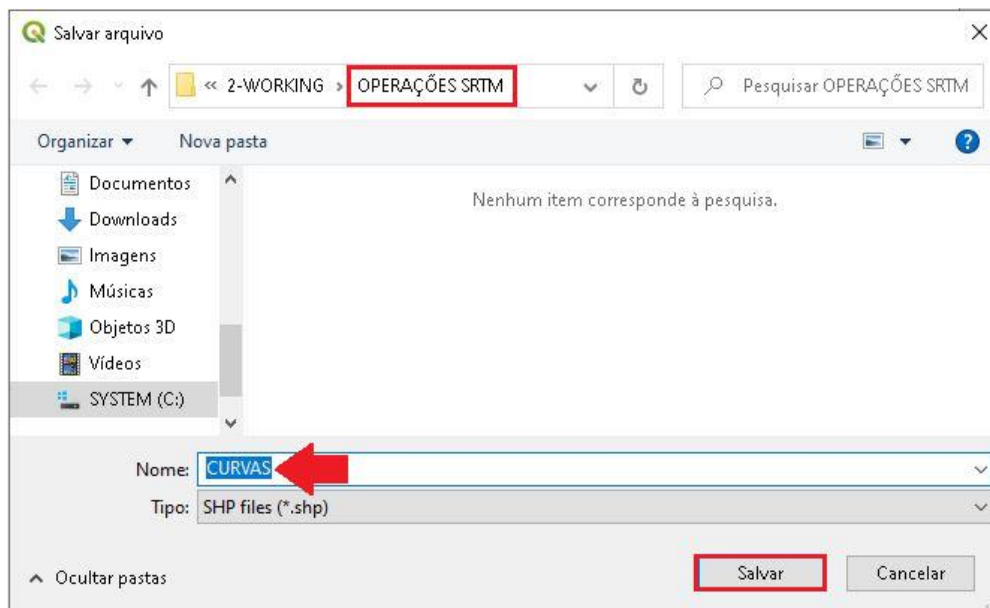 Salvar arquivo
« 2-WORKING › OPERAÇÕES SRTM
Pesquisar OPERAÇÕES SRTM
Organizar
Nova pasta
?
Documentos
Downloads
Imagens
Músicas
Objetos 3D
Vídeos
SYSTEM (C:)
Nenhum item corresponde à pesquisa.
Nome: CURVAS
Tipo: SHP files (*.shp)
Ocultar pastas
Salvar
Cancelar